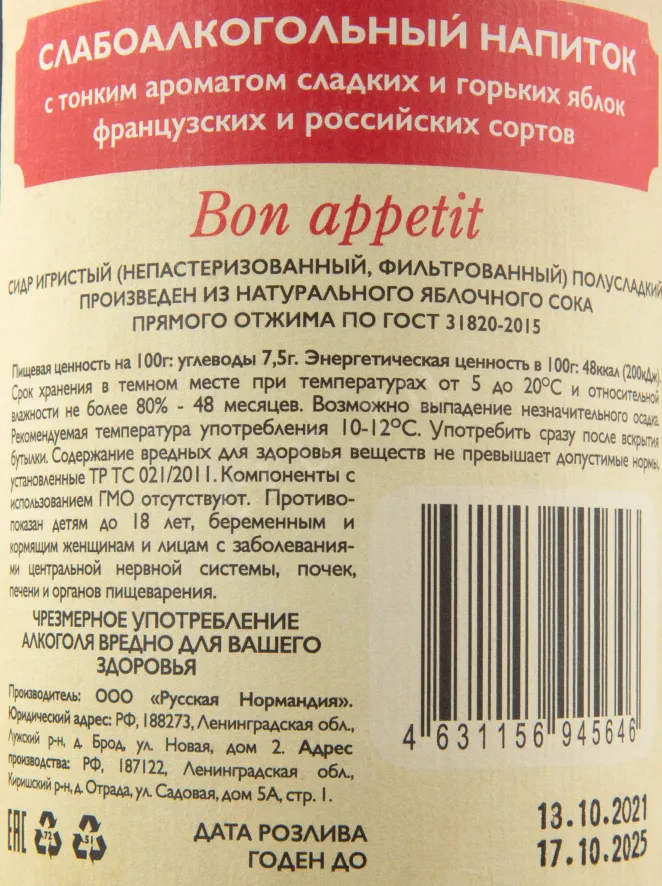 СЛАБОАЛКОГОЛЬНЫЙ НАПИТОК
с тонким ароматом сладких и горьких яблок
французских и российских сортов
Bon appetit
СИДР ИГРИСТЫЙ (НЕПАСТЕРИЗОВАННЫЙ, ФИЛЬТРОВАННЫЙ) ПОЛУСЛАДКИЙ
ПРОИЗВЕДЕН ИЗ НАТУРАЛЬНОГО ЯБЛОЧНОГО СОКА
ПРЯМОГО ОТЖИМА ПО ГОСТ 31820-2015
Пищевая ценность на 100г: углеводы 7,5г. Энергетическая ценность в 100г: 48ккал (200кДж).
Срок хранения в темном месте при температурах от 5 до 20°С и относительной
влажности не более 80% - 48 месяцев. Возможно выпадение незначительного осадка.
Рекомендуемая температура употребления 10-12°С. Употребить сразу после вскрытия
бутылки. Содержание вредных для здоровья веществ не превышает допустимые нормы,
установленные ТР ТС 021/2011. Компоненты с
использованием ГМО отсутствуют. Противо-
показан детям до 18 лет, беременным и
кормящим женщинам и лицам с заболевания-
ми центральной нервной системы, почек,
печени и органов пищеварения.
ЧРЕЗМЕРНОЕ УПОТРЕБЛЕНИЕ
АЛКОГОЛЯ ВРЕДНО ДЛЯ ВАШЕГО
ЗДОРОВЬЯ
Производитель: ООО «Русская Нормандия».
Юридический адрес: РФ, 188273, Ленинградская обл.,
Лужский р-н, д. Брод, ул. Новая, дом 2. Адрес
производства: РФ, 187122, Ленинградская обл.,
Киришский р-н, д. Отрада, ул. Садовая, дом 5А, стр. 1.
4 631156 945646
EAC 72 51
ДАТА РОЗЛИВА 13.10.2021
ГОДЕН ДО 17.10.2025